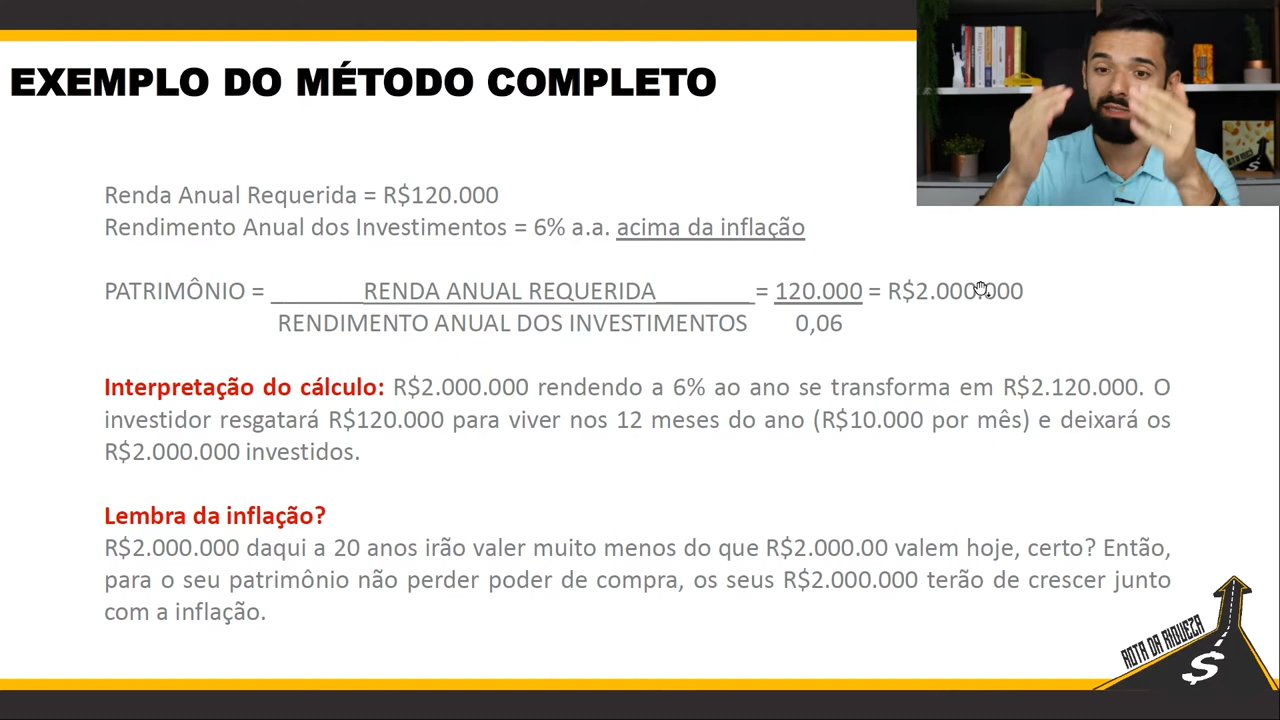 EXEMPLO DO MÉTODO COMPLETO
Renda Anual Requerida = R$120.000
Rendimento Anual dos Investimentos = 6% a.a. acima da inflação
PATRIMÔNIO = RENDA ANUAL REQUERIDA = 120.000 = R$2.000.000
RENDIMENTO ANUAL DOS INVESTIMENTOS 0,06
Interpretação do cálculo: R$2.000.000 rendendo a 6% ao ano se transforma em R$2.120.000. O
investidor resgatará R$120.000 para viver nos 12 meses do ano (R$10.000 por mês) e deixará os
R$2.000.000 investidos.
Lembra da inflação?
R$2.000.000 daqui a 20 anos irão valer muito menos do que R$2.000.00 valem hoje, certo? Então,
para o seu patrimônio não perder poder de compra, os seus R$2.000.000 terão de crescer junto
com a inflação.
ROTA DA RIQUEZA
$